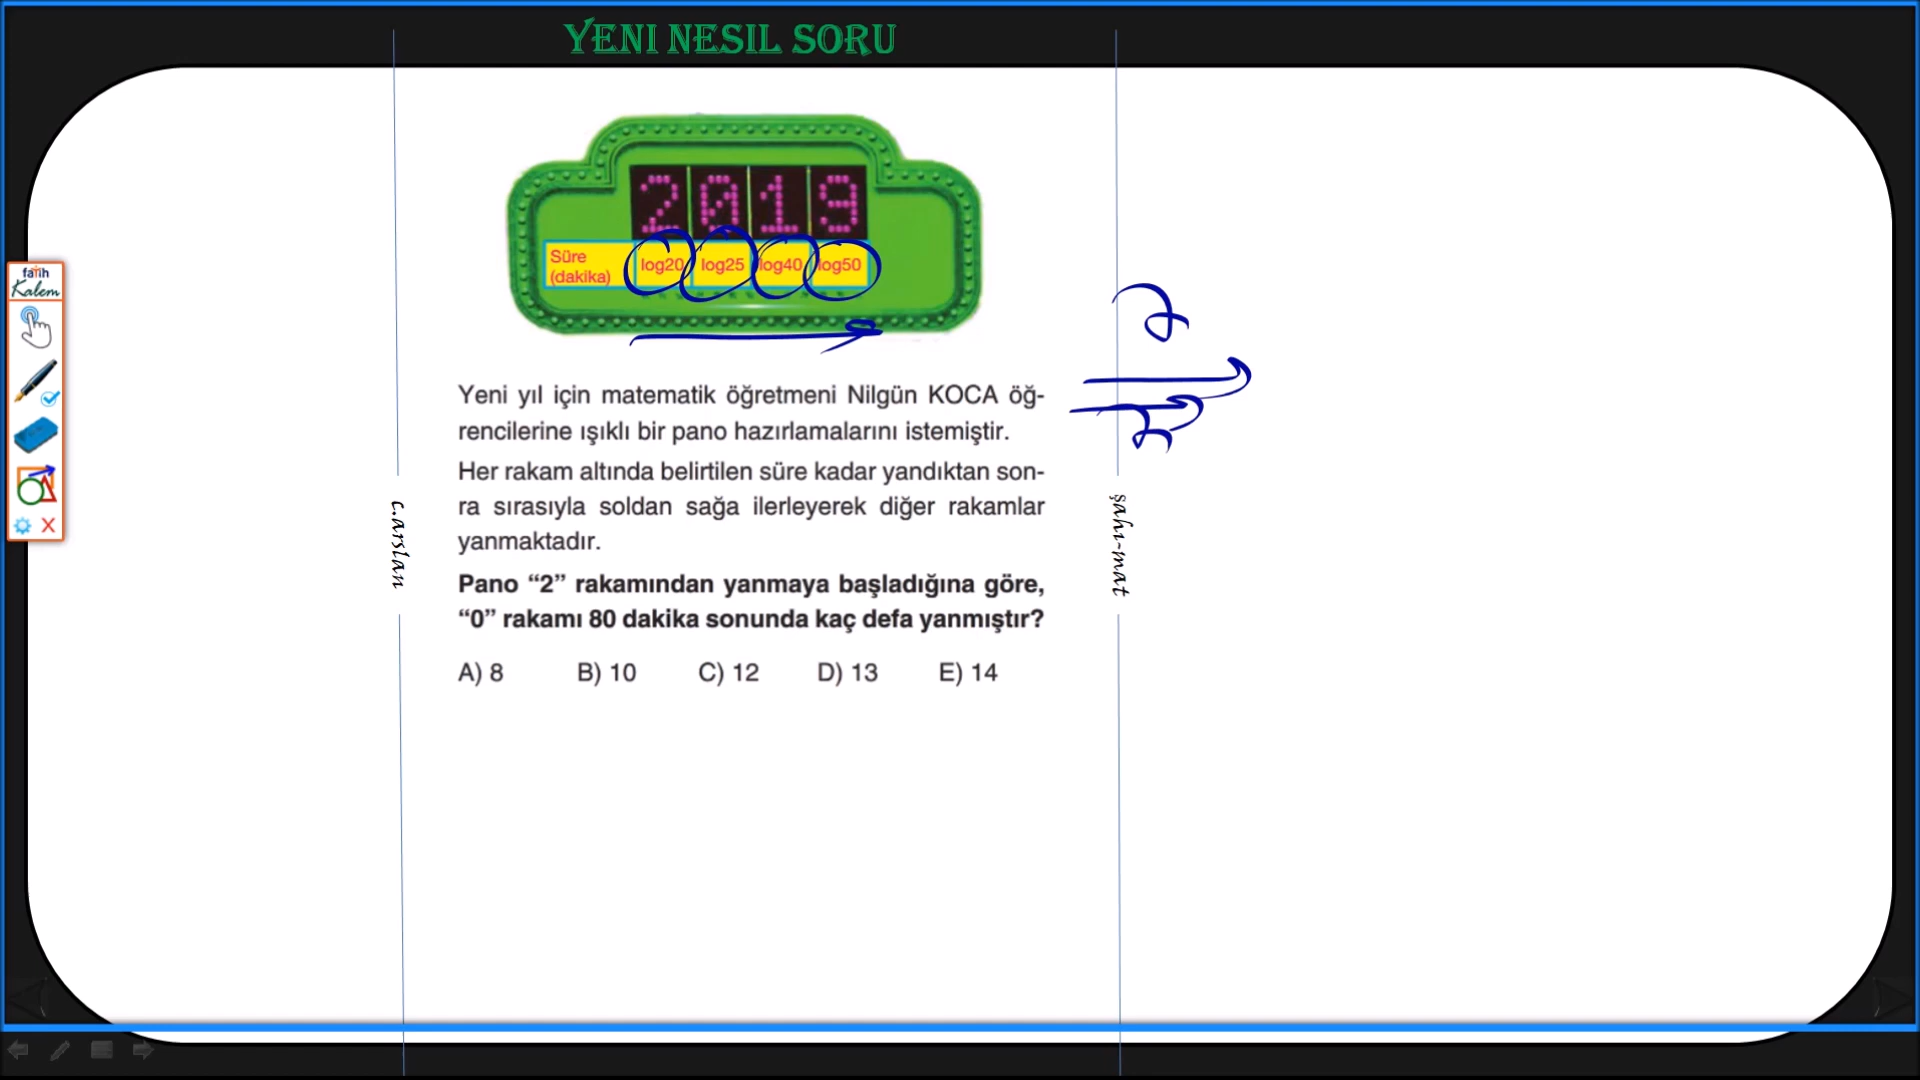 YENI NESIL SORU
2019
Süre (dakika) log20 log25 log40 log50
fatih
Kalem
2
2
Yeni yıl için matematik öğretmeni Nilgün KOCA öğ-
rencilerine ışıklı bir pano hazırlamalarını istemiştir.
Her rakam altında belirtilen süre kadar yandıktan son-
ra sırasıyla soldan sağa ilerleyerek diğer rakamlar
yanmaktadır.
Pano “2” rakamından yanmaya başladığına göre,
“0” rakamı 80 dakika sonunda kaç defa yanmıştır?
A) 8 B) 10 C) 12 D) 13 E) 14
c.arslan
şahı-mat